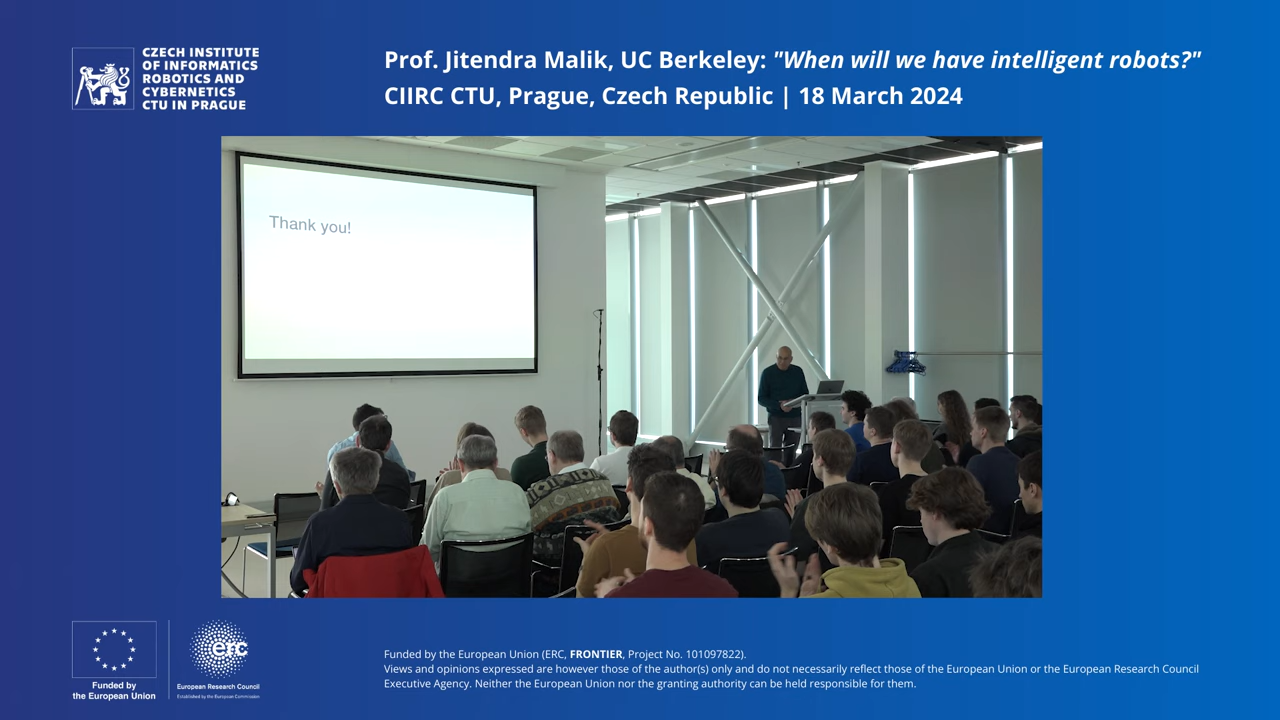 CZECH INSTITUTE
OF INFORMATICS
ROBOTICS AND
CYBERNETICS
CTU IN PRAGUE
Prof. Jitendra Malik, UC Berkeley: "When will we have intelligent robots?"
CIIRC CTU, Prague, Czech Republic | 18 March 2024
Thank you!
Funded by
the European Union
erc
European Research Council
Established by the European Commission
Funded by the European Union (ERC, FRONTIER, Project No. 101097822).
Views and opinions expressed are however those of the author(s) only and do not necessarily reflect those of the European Union or the European Research Council
Executive Agency. Neither the European Union nor the granting authority can be held responsible for them.